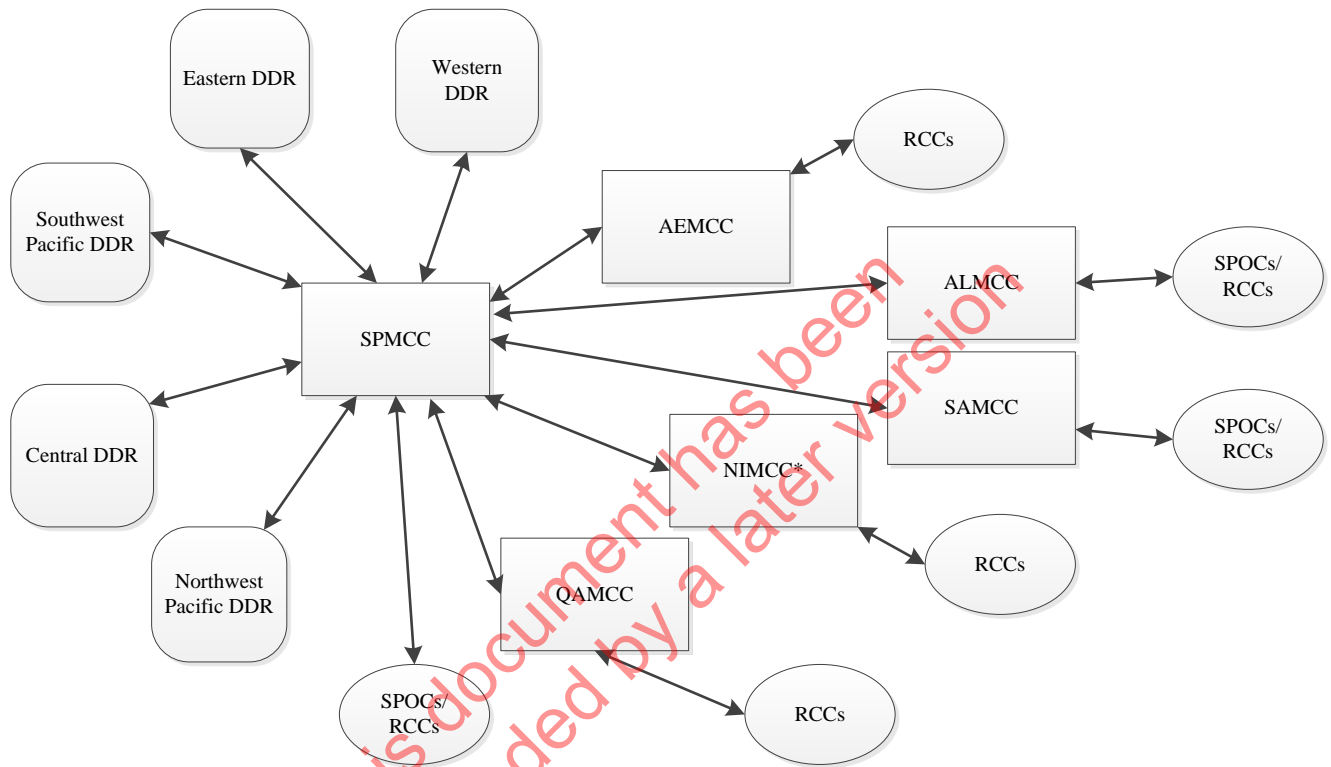 Eastern DDR
Western
DDR
RCCs
Southwest
Pacific DDR
AEMCC
ALMCC
SPOCs/
RCCs
SPMCC
SAMCC
SPOCs/
RCCs
Central DDR
NIMCC*
RCCs
Northwest
Pacific DDR
QAMCC
SPOCs/
RCCs
RCCs
document has been
by a later version